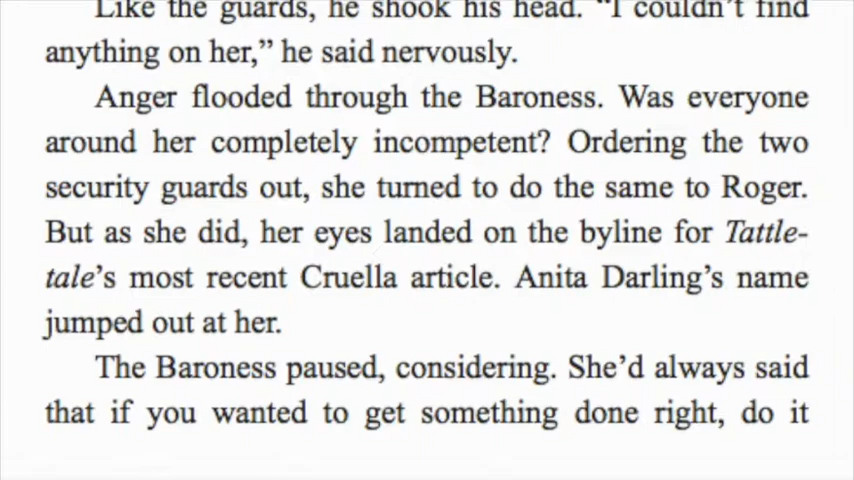 Like the guards, he shook his head. “I couldn’t find
anything on her,” he said nervously.
Anger flooded through the Baroness. Was everyone
around her completely incompetent? Ordering the two
security guards out, she turned to do the same to Roger.
But as she did, her eyes landed on the byline for Tattle-
tale’s most recent Cruella article. Anita Darling’s name
jumped out at her.
The Baroness paused, considering. She’d always said
that if you wanted to get something done right, do it